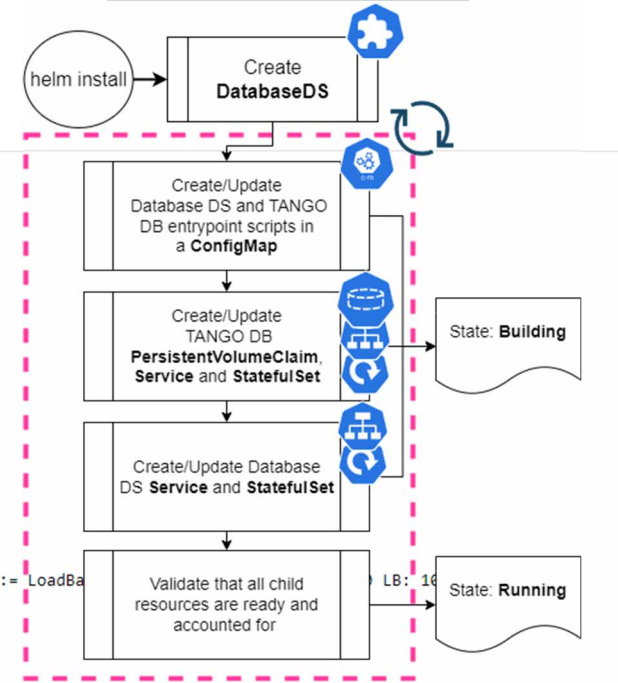 helm install
Create
DatabaseDS
Create/Update
Database DS and TANGO
DB entrypoint scripts in
a ConfigMap
c-m
Create/Update
TANGO DB
PersistentVolumeClaim,
Service and StatefulSet
State: Building
Create/Update Database
DS Service and StatefulSet
:= LoadBa
Validate that all child
resources are ready and
accounted for
LB: 10
State: Running